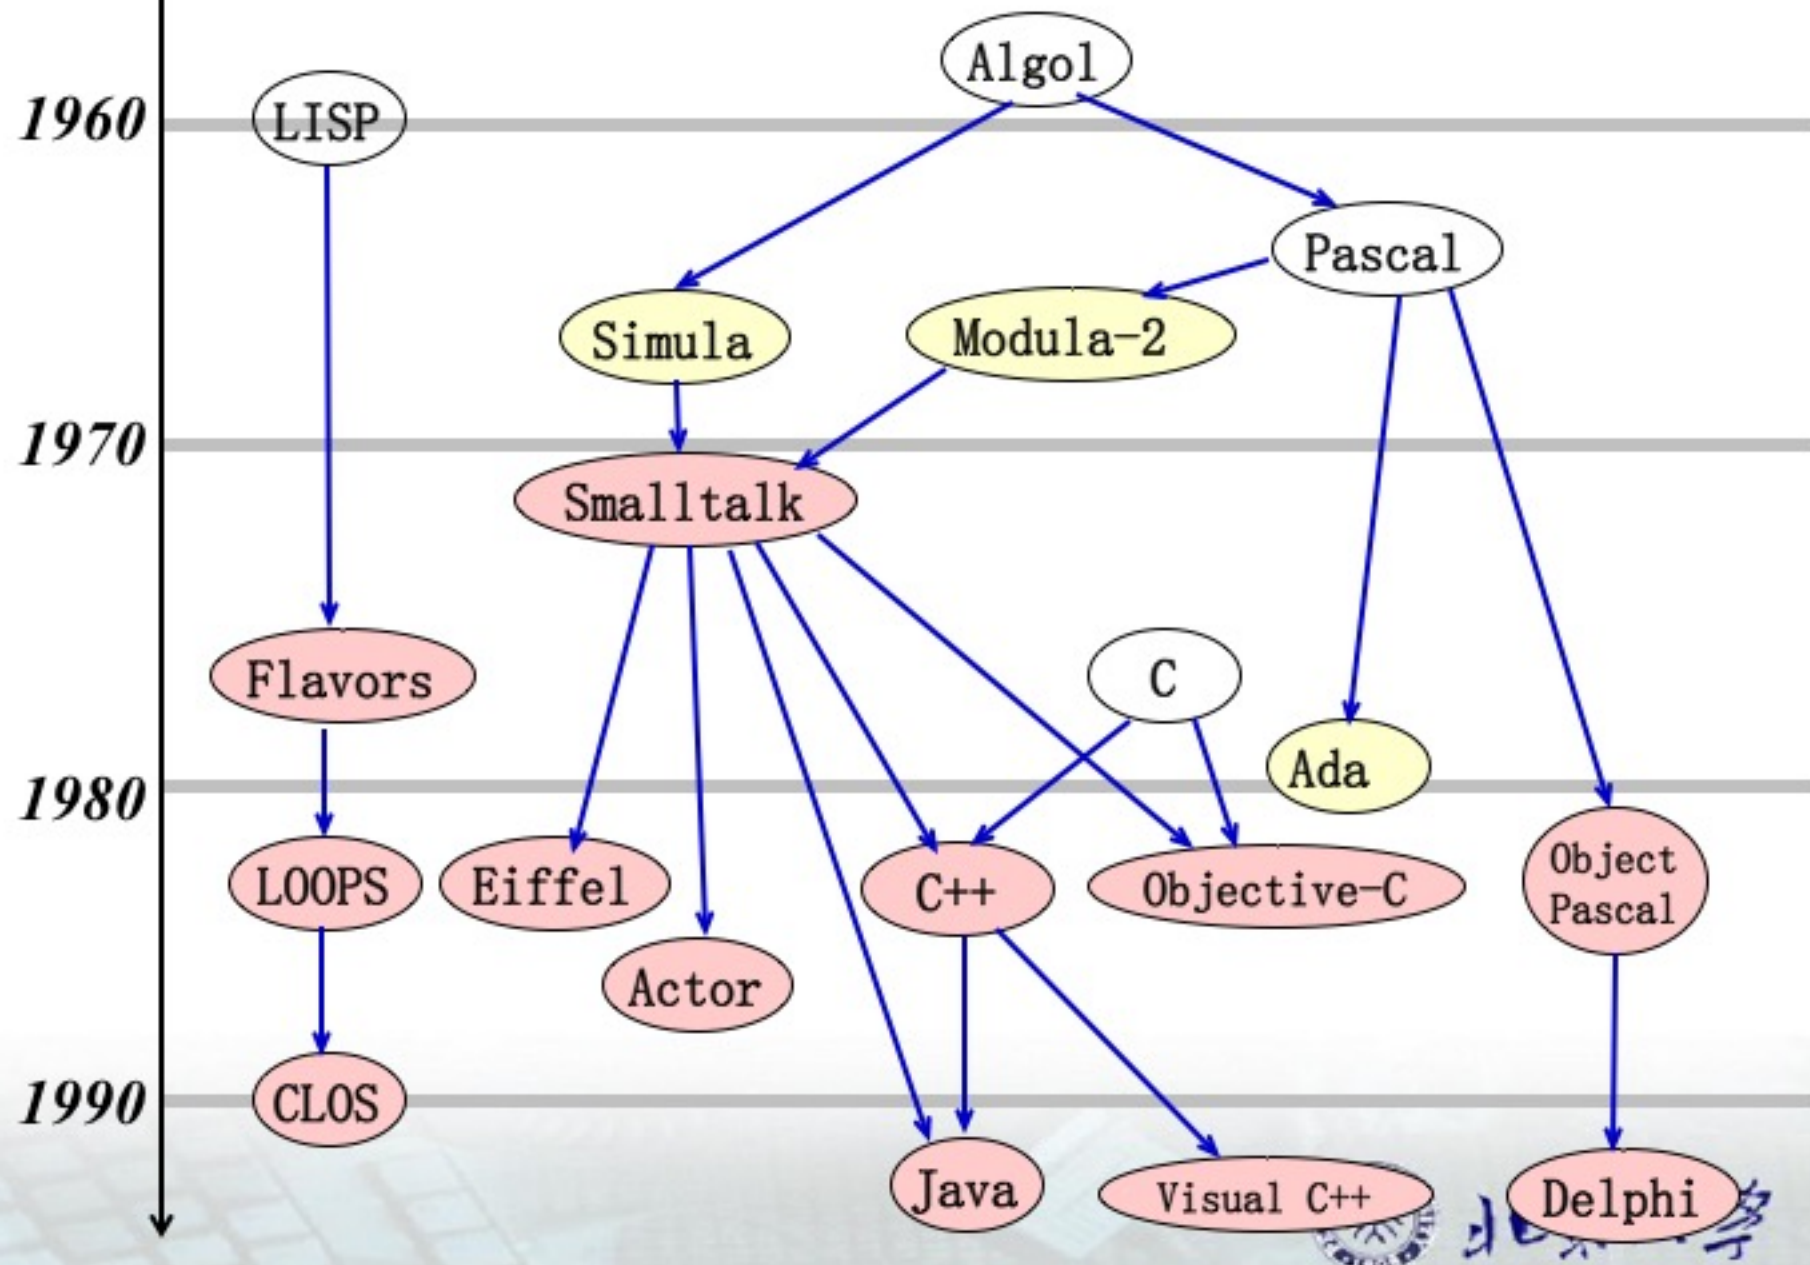 Algol
1960
LISP
Pascal
Simula
Modula-2
1970
Smalltalk
Flavors
C
Ada
1980
LOOPS
Eiffel
C++
Objective-C
Object
Pascal
Actor
1990
CLOS
Java
Visual C++
Delphi
北